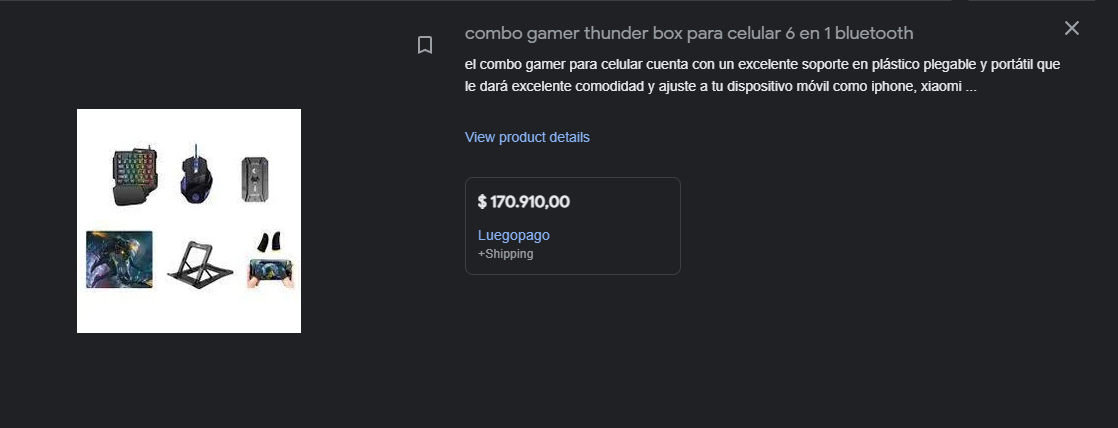 combo gamer thunder box para celular 6 en 1 bluetooth
el combo gamer para celular cuenta con un excelente soporte en plástico plegable y portátil que
le dará excelente comodidad y ajuste a tu dispositivo móvil como iphone, xiaomi ...
View product details
$ 170.910,00
Luegopago
+Shipping